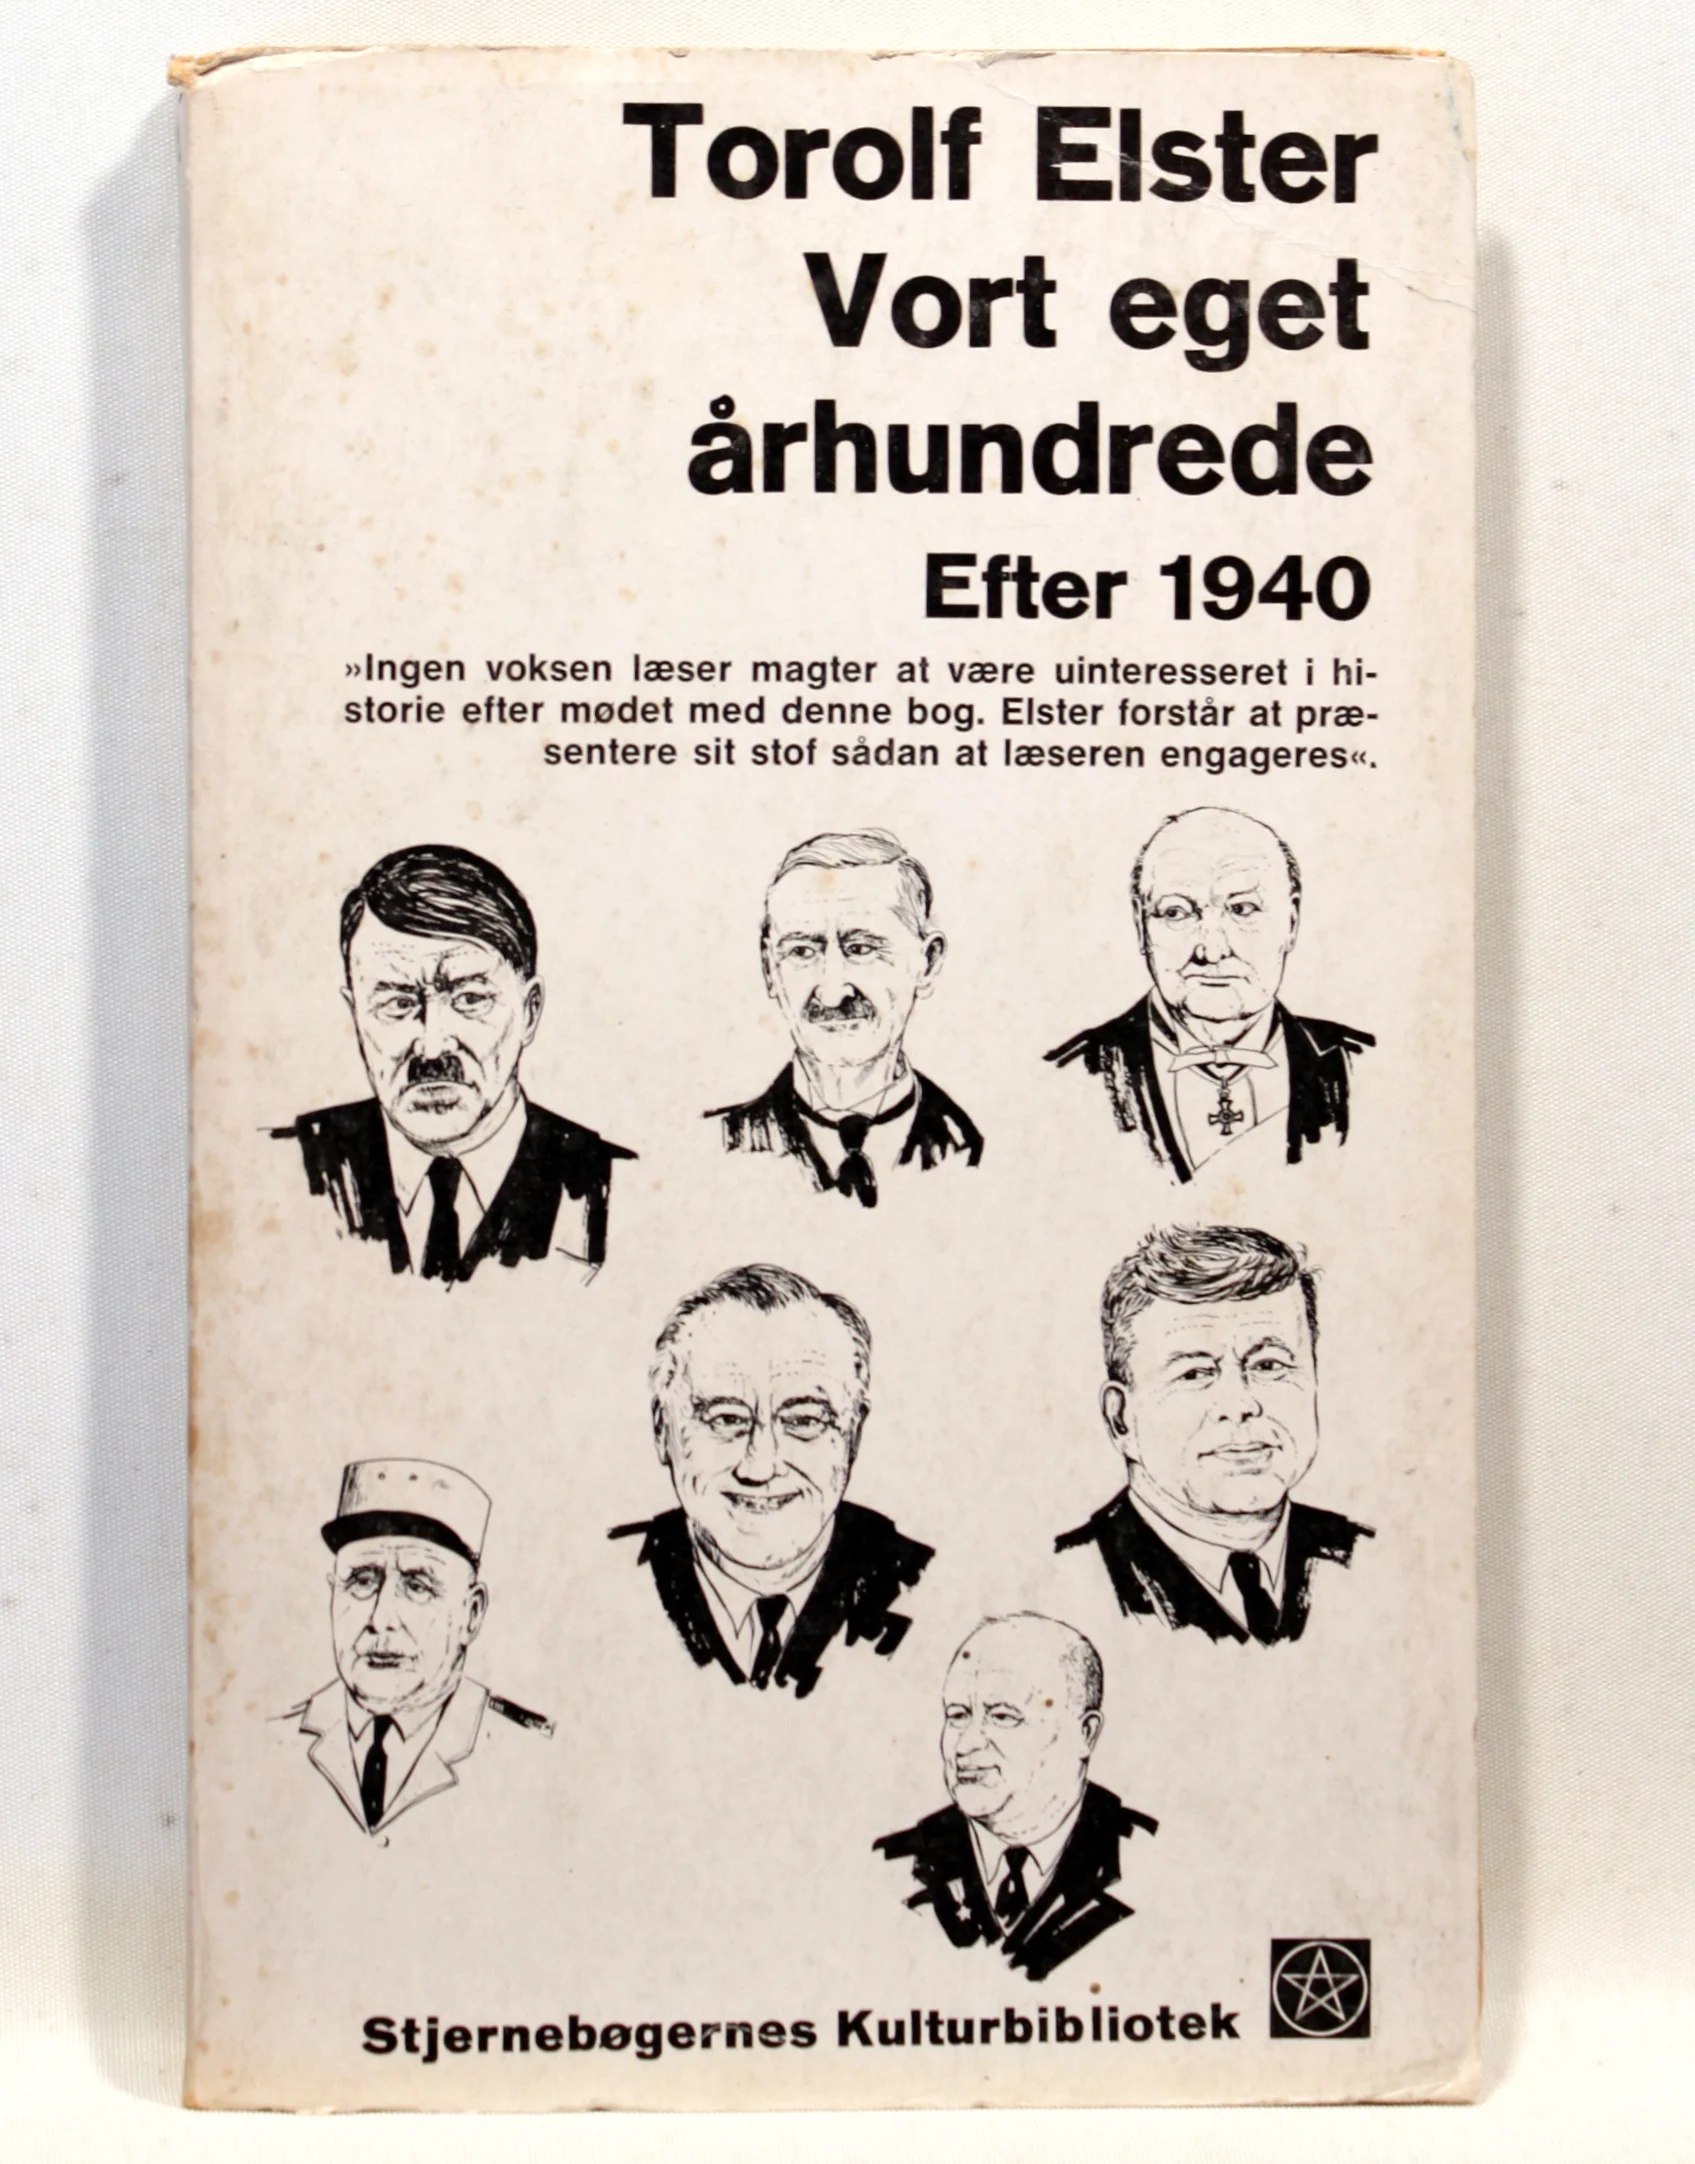 Torolf Elster
Vort eget
århundrede
Efter 1940
»Ingen voksen læser magter at være uinteresseret i hi-
storie efter mødet med denne bog. Elster forstår at præ-
sentere sit stof sådan at læseren engageres«.
Stjernebøgernes Kulturbibliotek